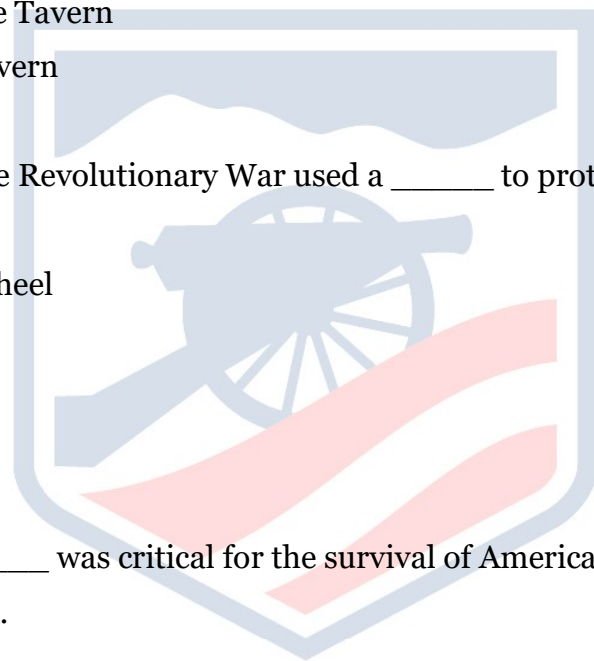 e Tavern
vern
e Revolutionary War used a _____ to prot
heel
___ was critical for the survival of America
.